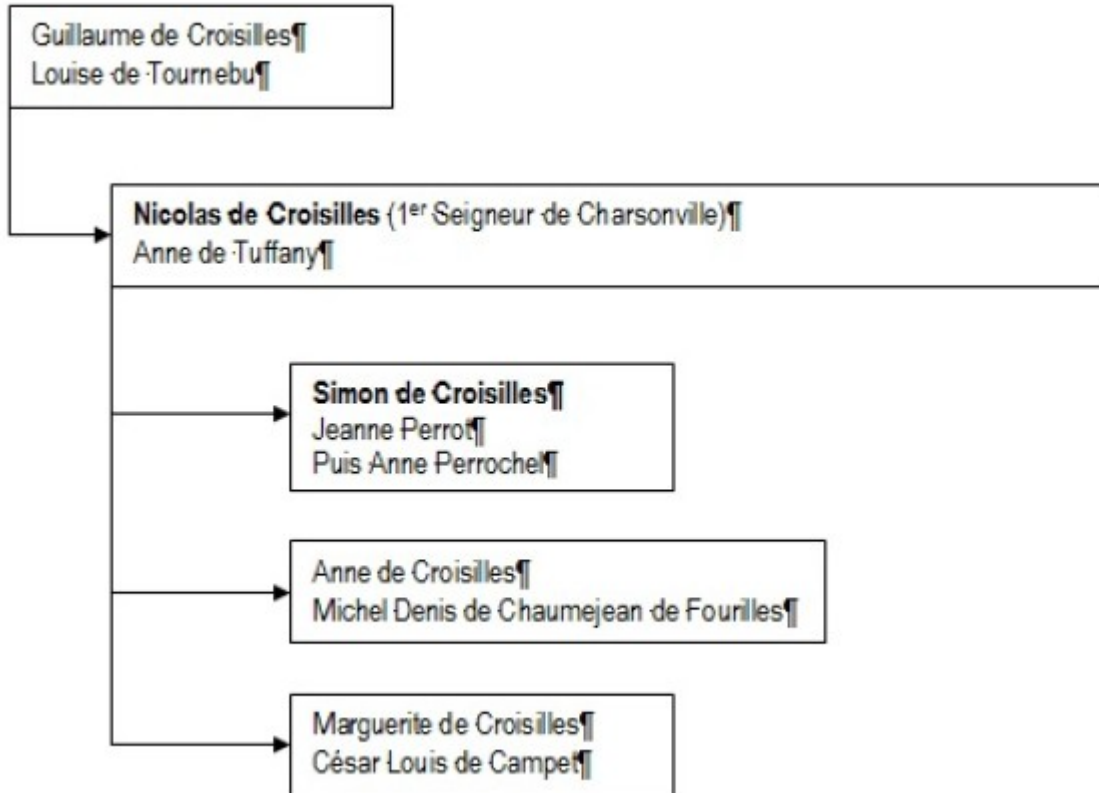 Guillaume de Croisilles¶
Louise de Tournebu¶
Nicolas de Croisilles (1er Seigneur de Charsonville)¶
Anne de Tuffany¶
Simon de Croisilles¶
Jeanne Perrot¶
Puis Anne Perrochel¶
Anne de Croisilles¶
Michel Denis de Chaumejean de Fourilles¶
Marguerite de Croisilles¶
César Louis de Campet¶